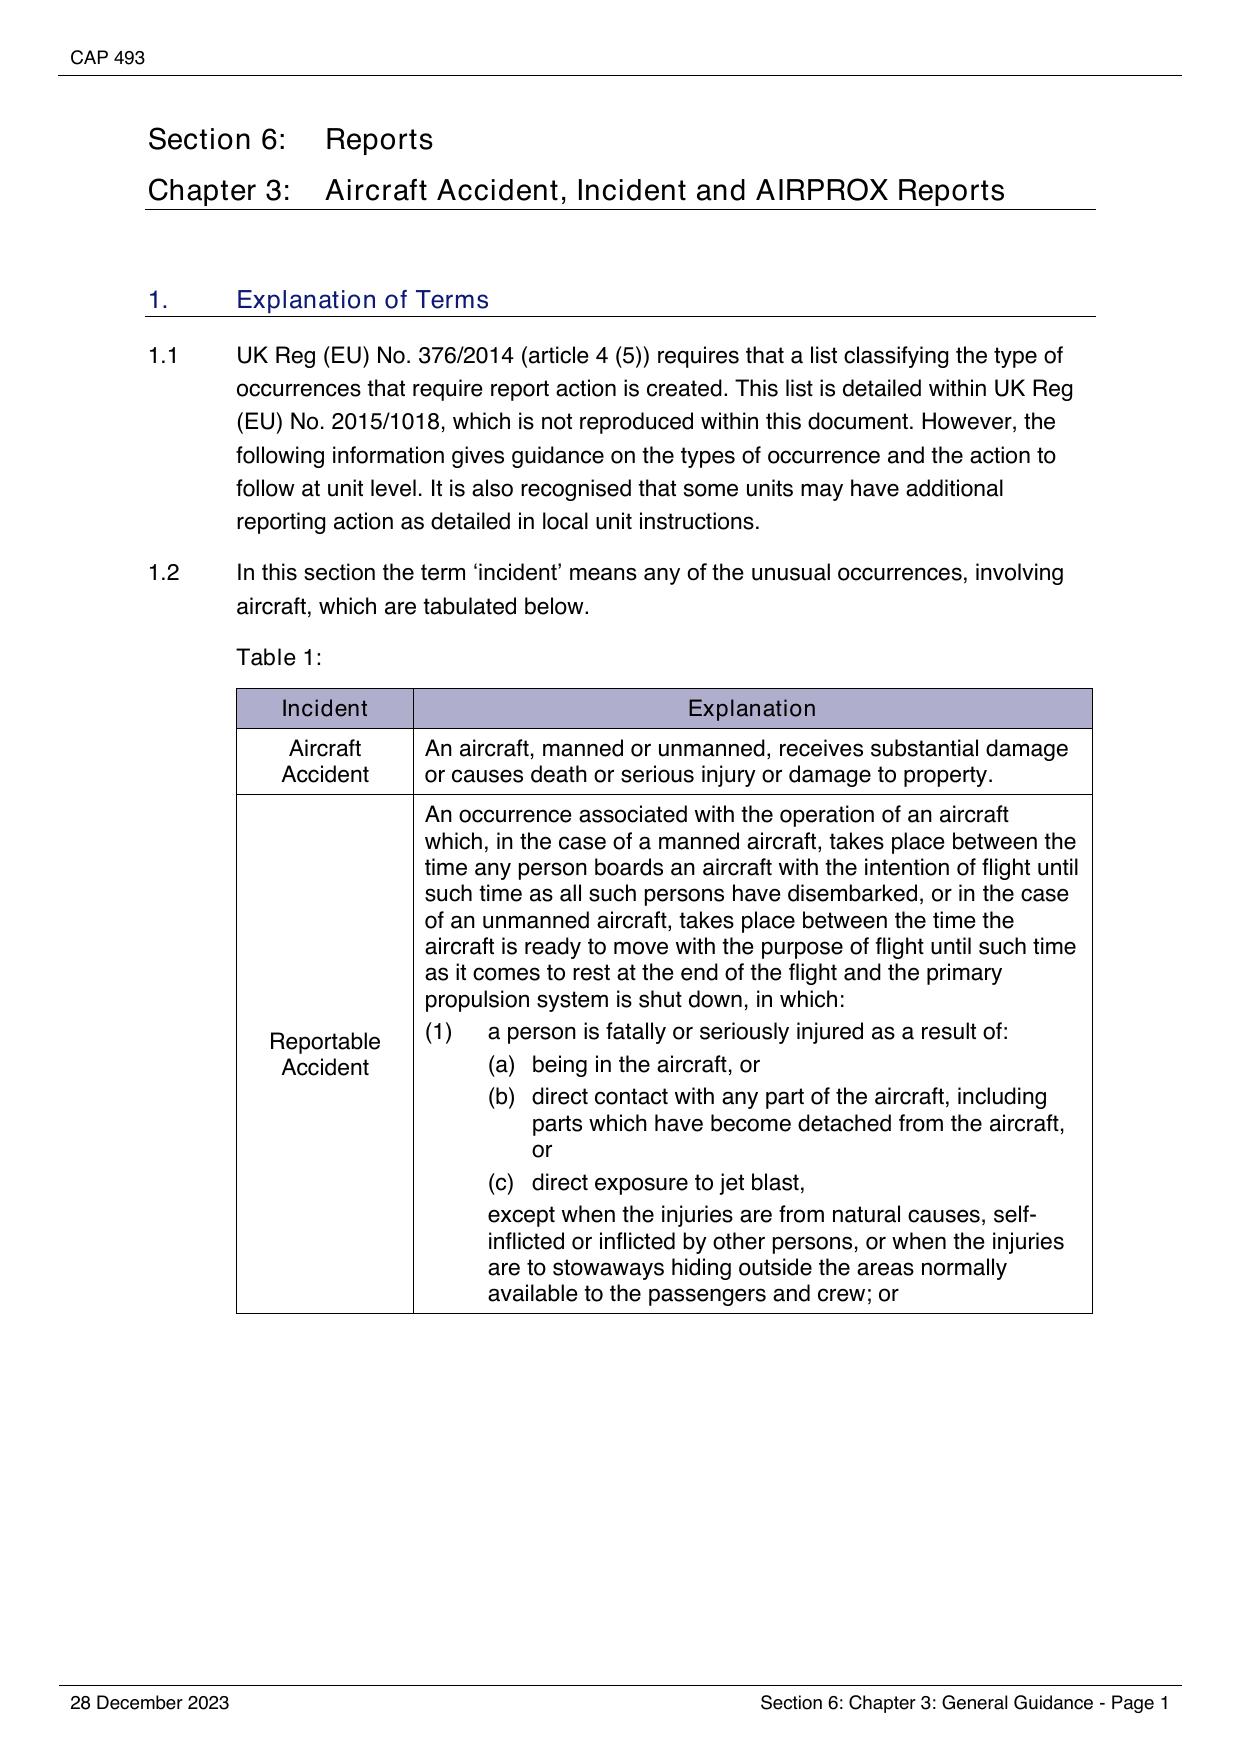 CAP 493
Section 6: Reports
Chapter 3: Aircraft Accident, Incident and AIRPROX Reports
1. Explanation of Terms
1.1 UK Reg (EU) No. 376/2014 (article 4 (5)) requires that a list classifying the type of
occurrences that require report action is created. This list is detailed within UK Reg
(EU) No. 2015/1018, which is not reproduced within this document. However, the
following information gives guidance on the types of occurrence and the action to
follow at unit level. It is also recognised that some units may have additional
reporting action as detailed in local unit instructions.
1.2 In this section the term ‘incident’ means any of the unusual occurrences, involving
aircraft, which are tabulated below.
Table 1:
Incident Explanation
Aircraft
Accident
An aircraft, manned or unmanned, receives substantial damage
or causes death or serious injury or damage to property.
Reportable
Accident
An occurrence associated with the operation of an aircraft
which, in the case of a manned aircraft, takes place between the
time any person boards an aircraft with the intention of flight until
such time as all such persons have disembarked, or in the case
of an unmanned aircraft, takes place between the time the
aircraft is ready to move with the purpose of flight until such time
as it comes to rest at the end of the flight and the primary
propulsion system is shut down, in which:
(1) a person is fatally or seriously injured as a result of:
(a) being in the aircraft, or
(b) direct contact with any part of the aircraft, including
parts which have become detached from the aircraft,
or
(c) direct exposure to jet blast,
except when the injuries are from natural causes, self-
inflicted or inflicted by other persons, or when the injuries
are to stowaways hiding outside the areas normally
available to the passengers and crew; or
28 December 2023 Section 6: Chapter 3: General Guidance - Page 1